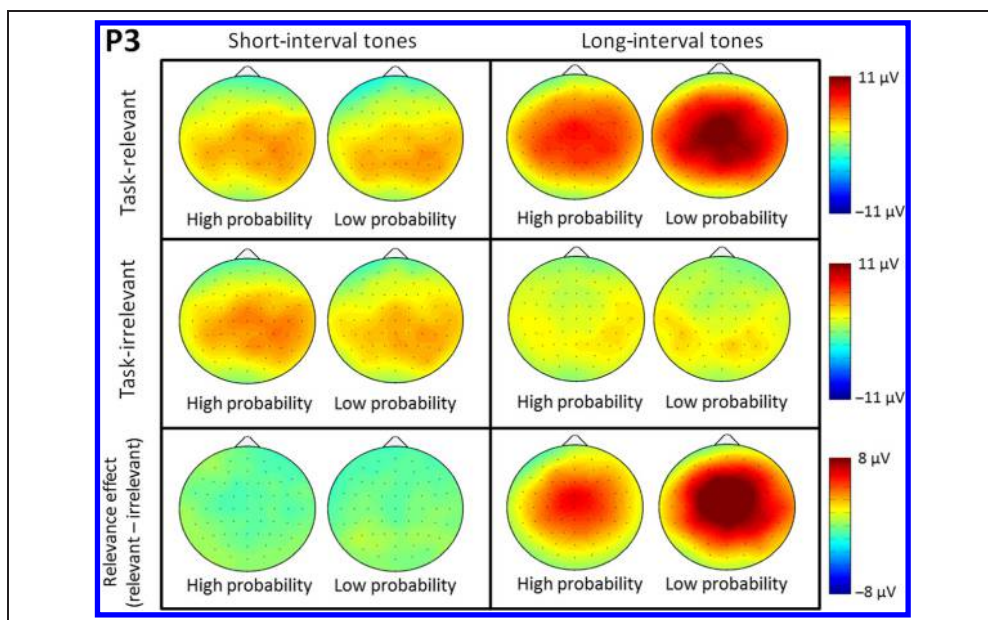 P3
Short-interval tones
Long-interval tones
Task-relevant
High probability
Low probability
High probability
Low probability
11 µV
−11 µV
Task-irrelevant
High probability
Low probability
High probability
Low probability
11 µV
−11 µV
Relevance effect
(relevant – irrelevant)
High probability
Low probability
High probability
Low probability
8 µV
−8 µV